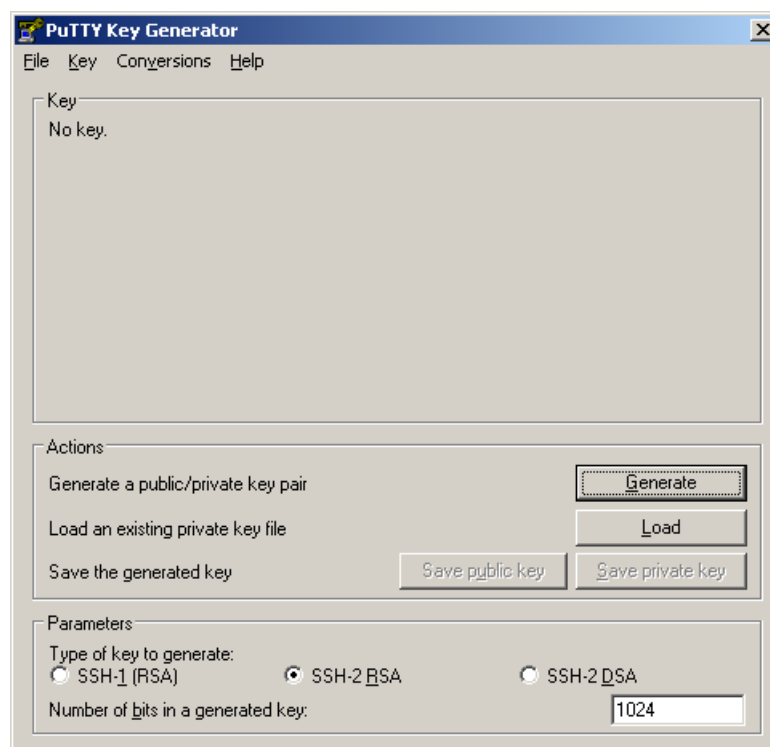 PuTTY Key Generator
File Key Conversions Help
Key
No key.
Actions
Generate a public/private key pair
Generate
Load an existing private key file
Load
Save the generated key
Save public key
Save private key
Parameters
Type of key to generate:
SSH-1 (RSA) SSH-2 RSA SSH-2 DSA
Number of bits in a generated key:
1024